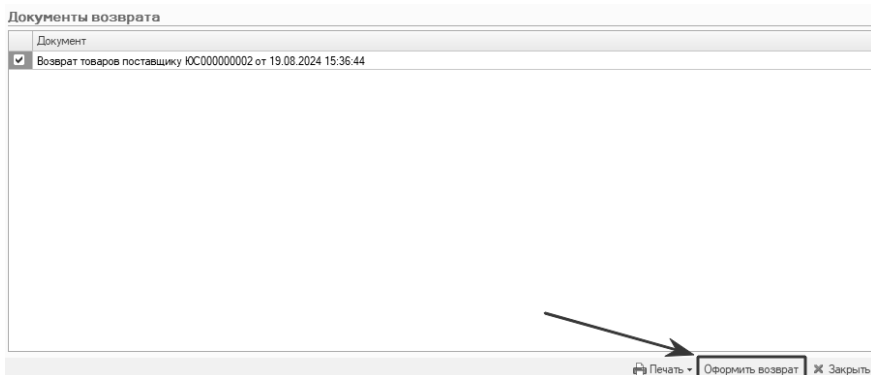 Документы возврата
Документ
Возврат товаров поставщику ЮС000000002 от 19.08.2024 15:36:44
Печать Оформить возврат Закрыть